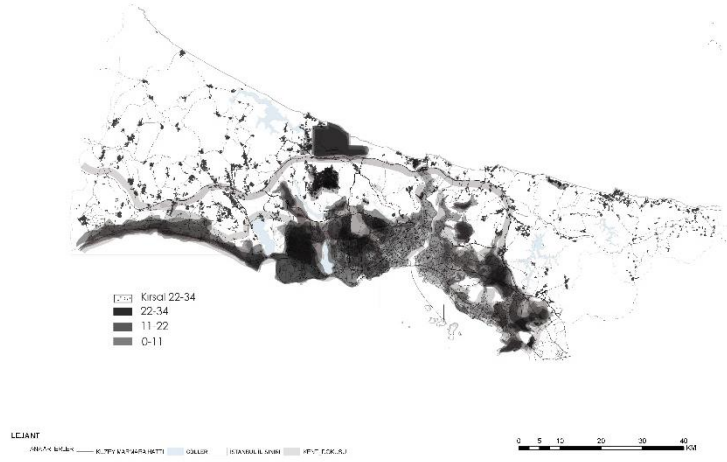 Kırsal 22-34
22-34
11-22
0-11
LEJANT
KUZEY MARMARA HATTI GÖLLER İSTANBUL İL SINIRI KENT DOKUSU
0 5 10 20 30 40
KM